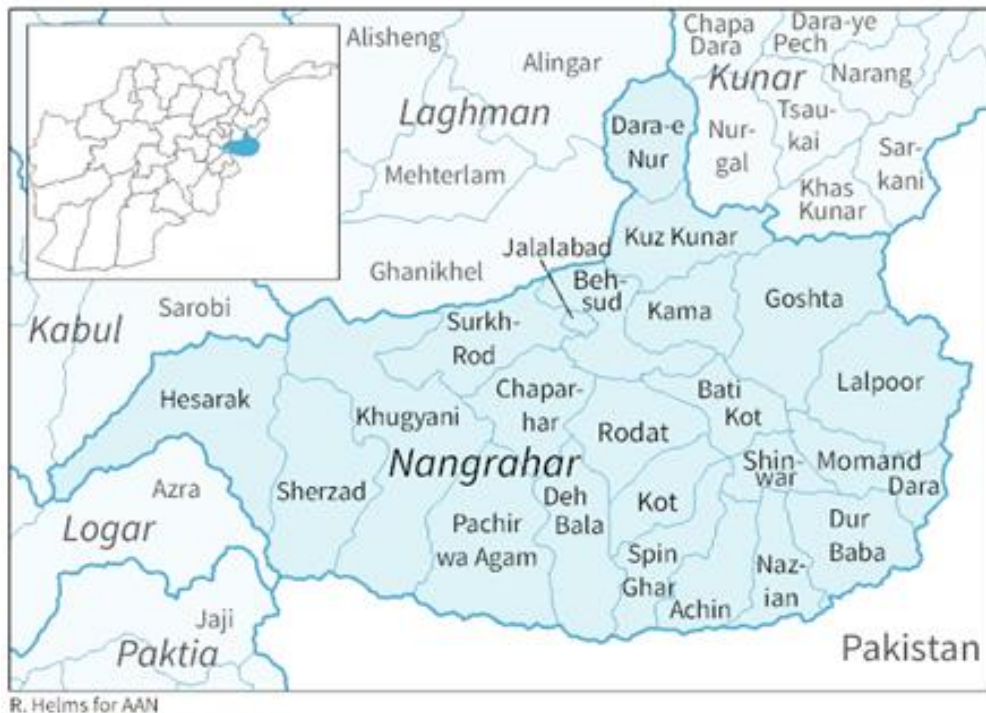 Alisheng
Alingar
Laghman
Mehterlam
Ghanikhel
Chapa
Dara
Dara-ye
Pech
Kunar
Narang
Nur-
gal
Tsau-
kai
Sar-
kani
Khas
Kunar
Dara-e
Nur
Kuz Kunar
Jalalabad
Beh-
sud
Kama
Goshta
Sarobi
Kabul
Surkh-
Rod
Lalpoor
Hesarak
Khugyani
Chapar-
har
Bati
Kot
Rodat
Nangrahar
Shin-
war
Momand
Dara
Sherzad
Azra
Logar
Deh
Bala
Kot
Pachir
wa Agam
Dur
Baba
Spin
Ghar
Naz-
ian
Achin
Jaji
Paktia
Pakistan
R. Helms for AAN